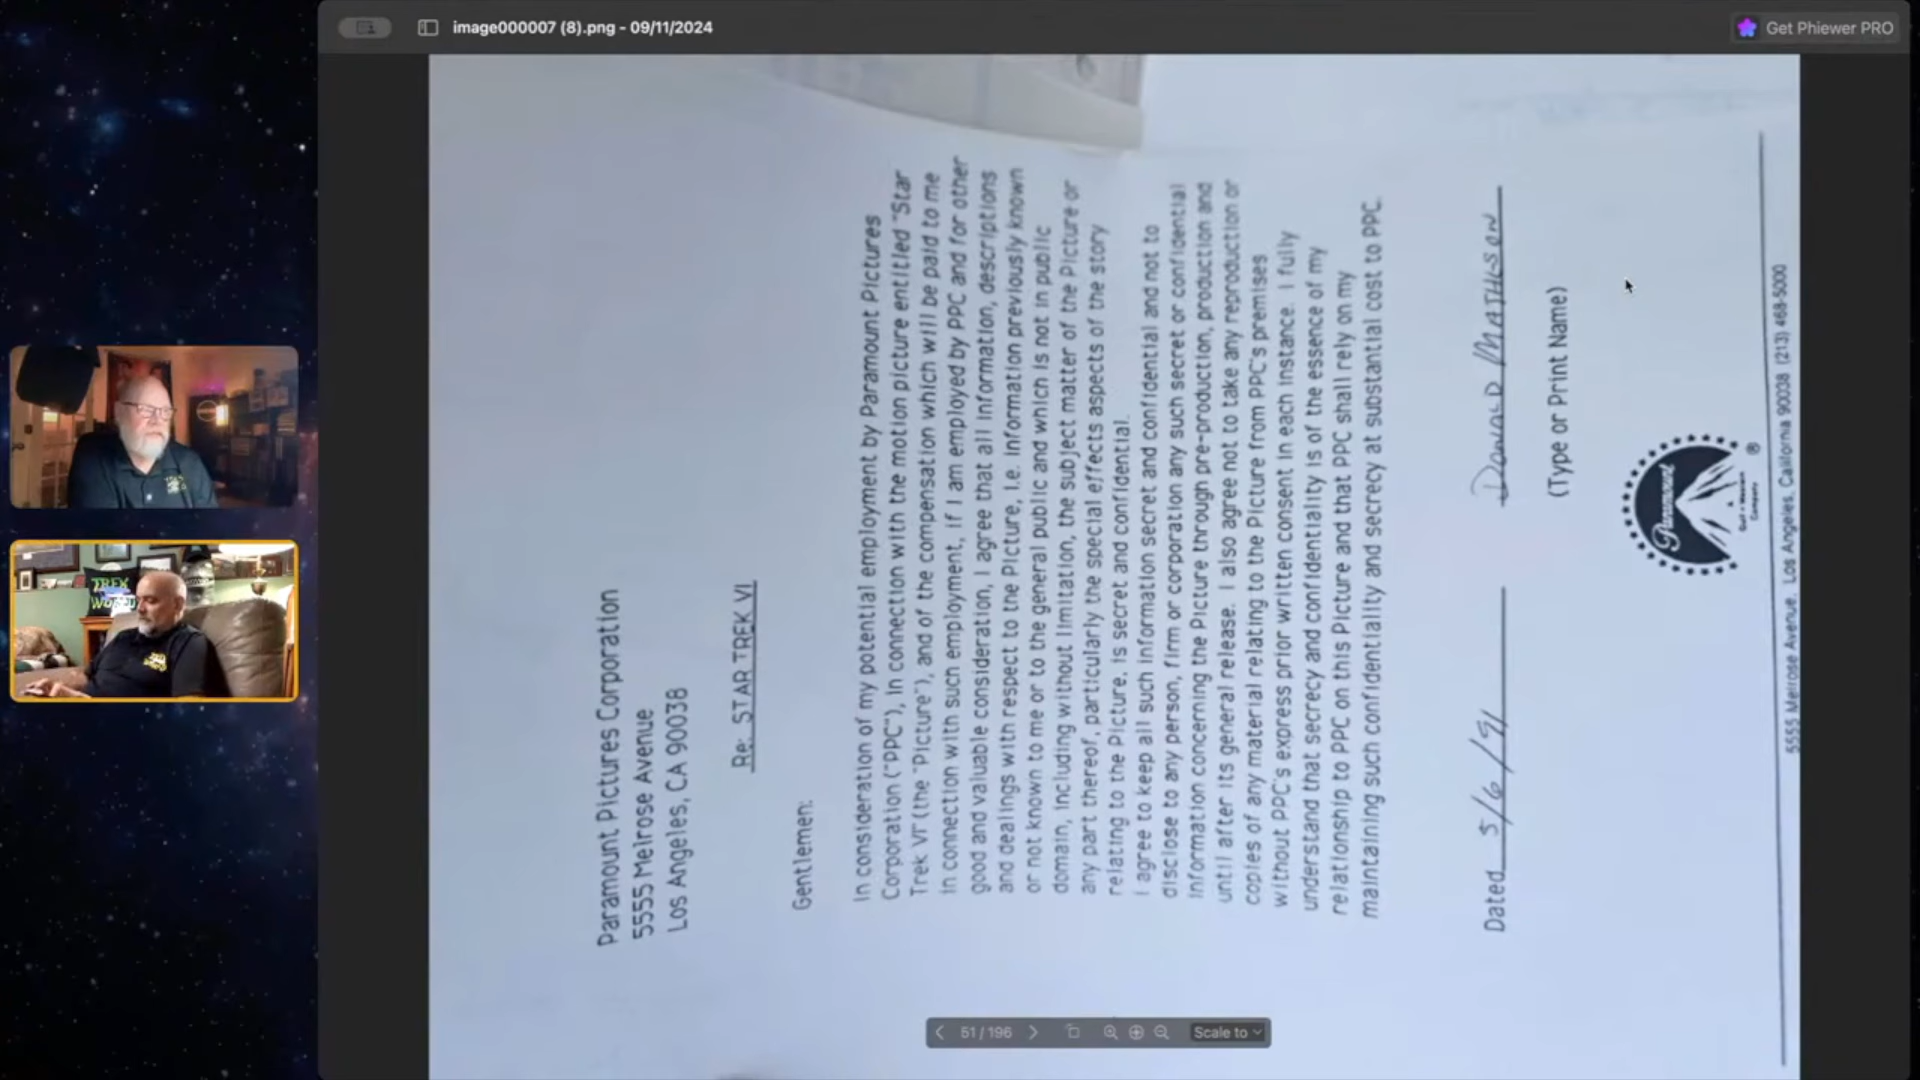 image000007 (8).png - 09/11/2024
Get Phiewer PRO
Paramount Pictures Corporation
5555 Melrose Avenue
Los Angeles, CA 90038
Re: STAR TREK VI
Gentlemen:
In consideration of my potential employment by Paramount Pictures
Corporation ("PPC"), in connection with the motion picture entitled "Star
Trek VI" (the "Picture"), and of the compensation which will be paid to me
in connection with such employment, if I am employed by PPC and for other
good and valuable consideration, I agree that all information, descriptions
and dealings with respect to the Picture, i.e. information previously known
or not known to me or to the general public and which is not in public
domain, including without limitation, the subject matter of the Picture or
any part thereof, particularly the special effects aspects of the story
relating to the Picture, is secret and confidential.
I agree to keep all such information secret and confidential and not to
disclose to any person, firm or corporation any such secret or confidential
information concerning the Picture through pre-production, production and
until after its general release. I also agree not to take any reproduction or
copies of any material relating to the Picture from PPC's premises
without PPC's express prior written consent in each instance. I fully
understand that secrecy and confidentiality is of the essence of my
relationship to PPC on this Picture and that PPC shall rely on my
maintaining such confidentiality and secrecy at substantial cost to PPC.
Dated 5/6/91 DONALD MATHISON
(Type or Print Name)
Paramount
A
Gulf + Western
Company
®
5555 Melrose Avenue, Los Angeles, California 90038 (213) 468-5000
TREK
WORLD
51 / 196
Scale to